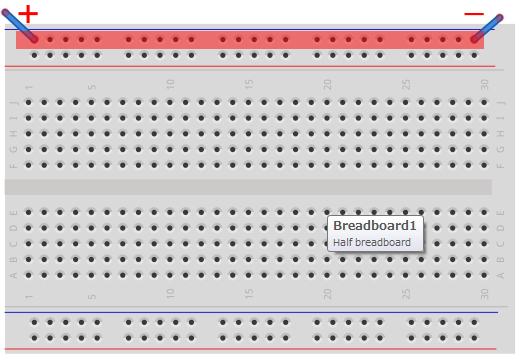 + −
1 5 10 15 20 25 30
J J
I I
H H
G G
F F
E E
D D
Breadboard1
C C
Half breadboard
B B
A A
1 5 10 15 20 25 30